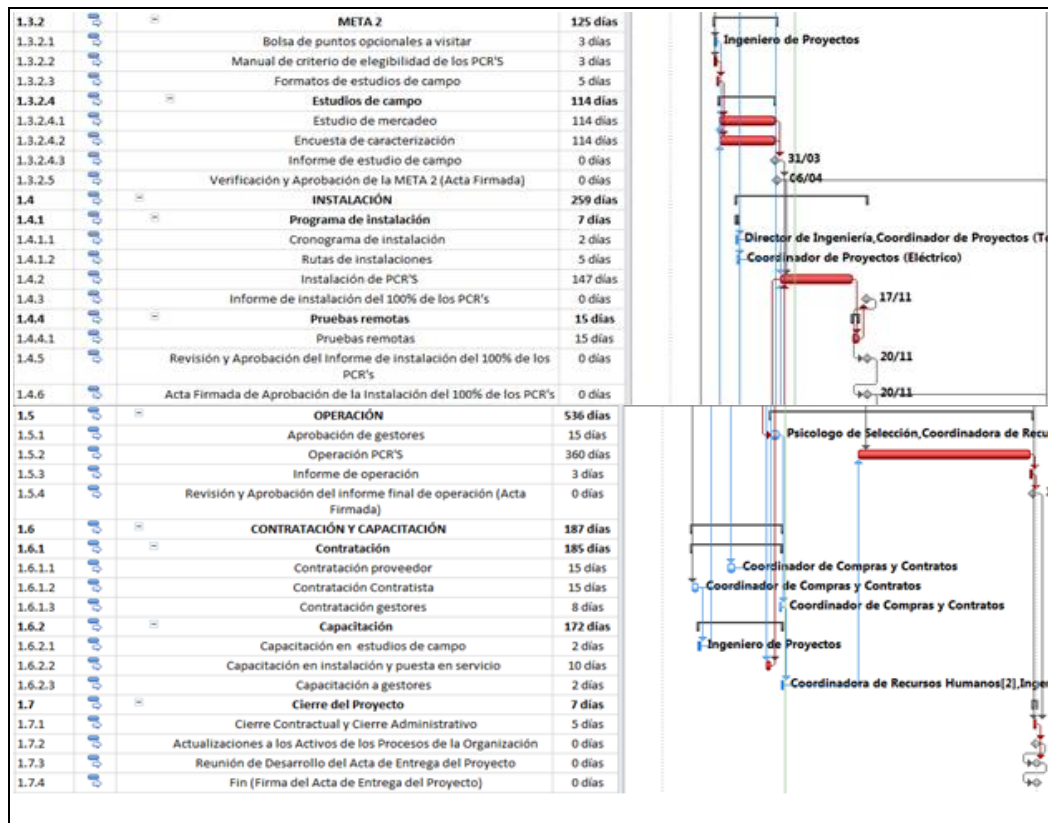 1.3.2 META 2 125 días
1.3.2.1 Bolsa de puntos opcionales a visitar 3 días Ingeniero de Proyectos
1.3.2.2 Manual de criterio de elegibilidad de los PCR'S 3 días
1.3.2.3 Formatos de estudios de campo 5 días
1.3.2.4 Estudios de campo 114 días
1.3.2.4.1 Estudio de mercadeo 114 días
1.3.2.4.2 Encuesta de caracterización 114 días
1.3.2.4.3 Informe de estudio de campo 0 días 31/03
1.3.2.5 Verificación y Aprobación de la META 2 (Acta Firmada) 0 días 06/04
1.4 INSTALACIÓN 259 días
1.4.1 Programa de instalación 7 días
1.4.1.1 Cronograma de instalación 2 días Director de Ingeniería,Coordinador de Proyectos (Te
1.4.1.2 Rutas de instalaciones 5 días Coordinador de Proyectos (Eléctrico)
1.4.2 Instalación de PCR'S 147 días
1.4.3 Informe de instalación del 100% de los PCR's 0 días 17/11
1.4.4 Pruebas remotas 15 días
1.4.4.1 Pruebas remotas 15 días
1.4.5 Revisión y Aprobación del Informe de instalación del 100% de los 0 días 20/11
PCR's
1.4.6 Acta Firmada de Aprobación de la Instalación del 100% de los PCR's 0 días 20/11
1.5 OPERACIÓN 536 días
1.5.1 Aprobación de gestores 15 días Psicologo de Selección,Coordinadora de Recu
1.5.2 Operación PCR'S 360 días
1.5.3 Informe de operación 3 días
1.5.4 Revisión y Aprobación del informe final de operación (Acta 0 días
Firmada)
1.6 CONTRATACIÓN Y CAPACITACIÓN 187 días
1.6.1 Contratación 185 días
1.6.1.1 Contratación proveedor 15 días Coordinador de Compras y Contratos
1.6.1.2 Contratación Contratista 15 días Coordinador de Compras y Contratos
1.6.1.3 Contratación gestores 8 días Coordinador de Compras y Contratos
1.6.2 Capacitación 172 días
1.6.2.1 Capacitación en estudios de campo 2 días Ingeniero de Proyectos
1.6.2.2 Capacitación en instalación y puesta en servicio 10 días
1.6.2.3 Capacitación a gestores 2 días Coordinadora de Recursos Humanos[2],Inge
1.7 Cierre del Proyecto 7 días
1.7.1 Cierre Contractual y Cierre Administrativo 5 días
1.7.2 Actualizaciones a los Activos de los Procesos de la Organización 0 días
1.7.3 Reunión de Desarrollo del Acta de Entrega del Proyecto 0 días
1.7.4 Fin (Firma del Acta de Entrega del Proyecto) 0 días